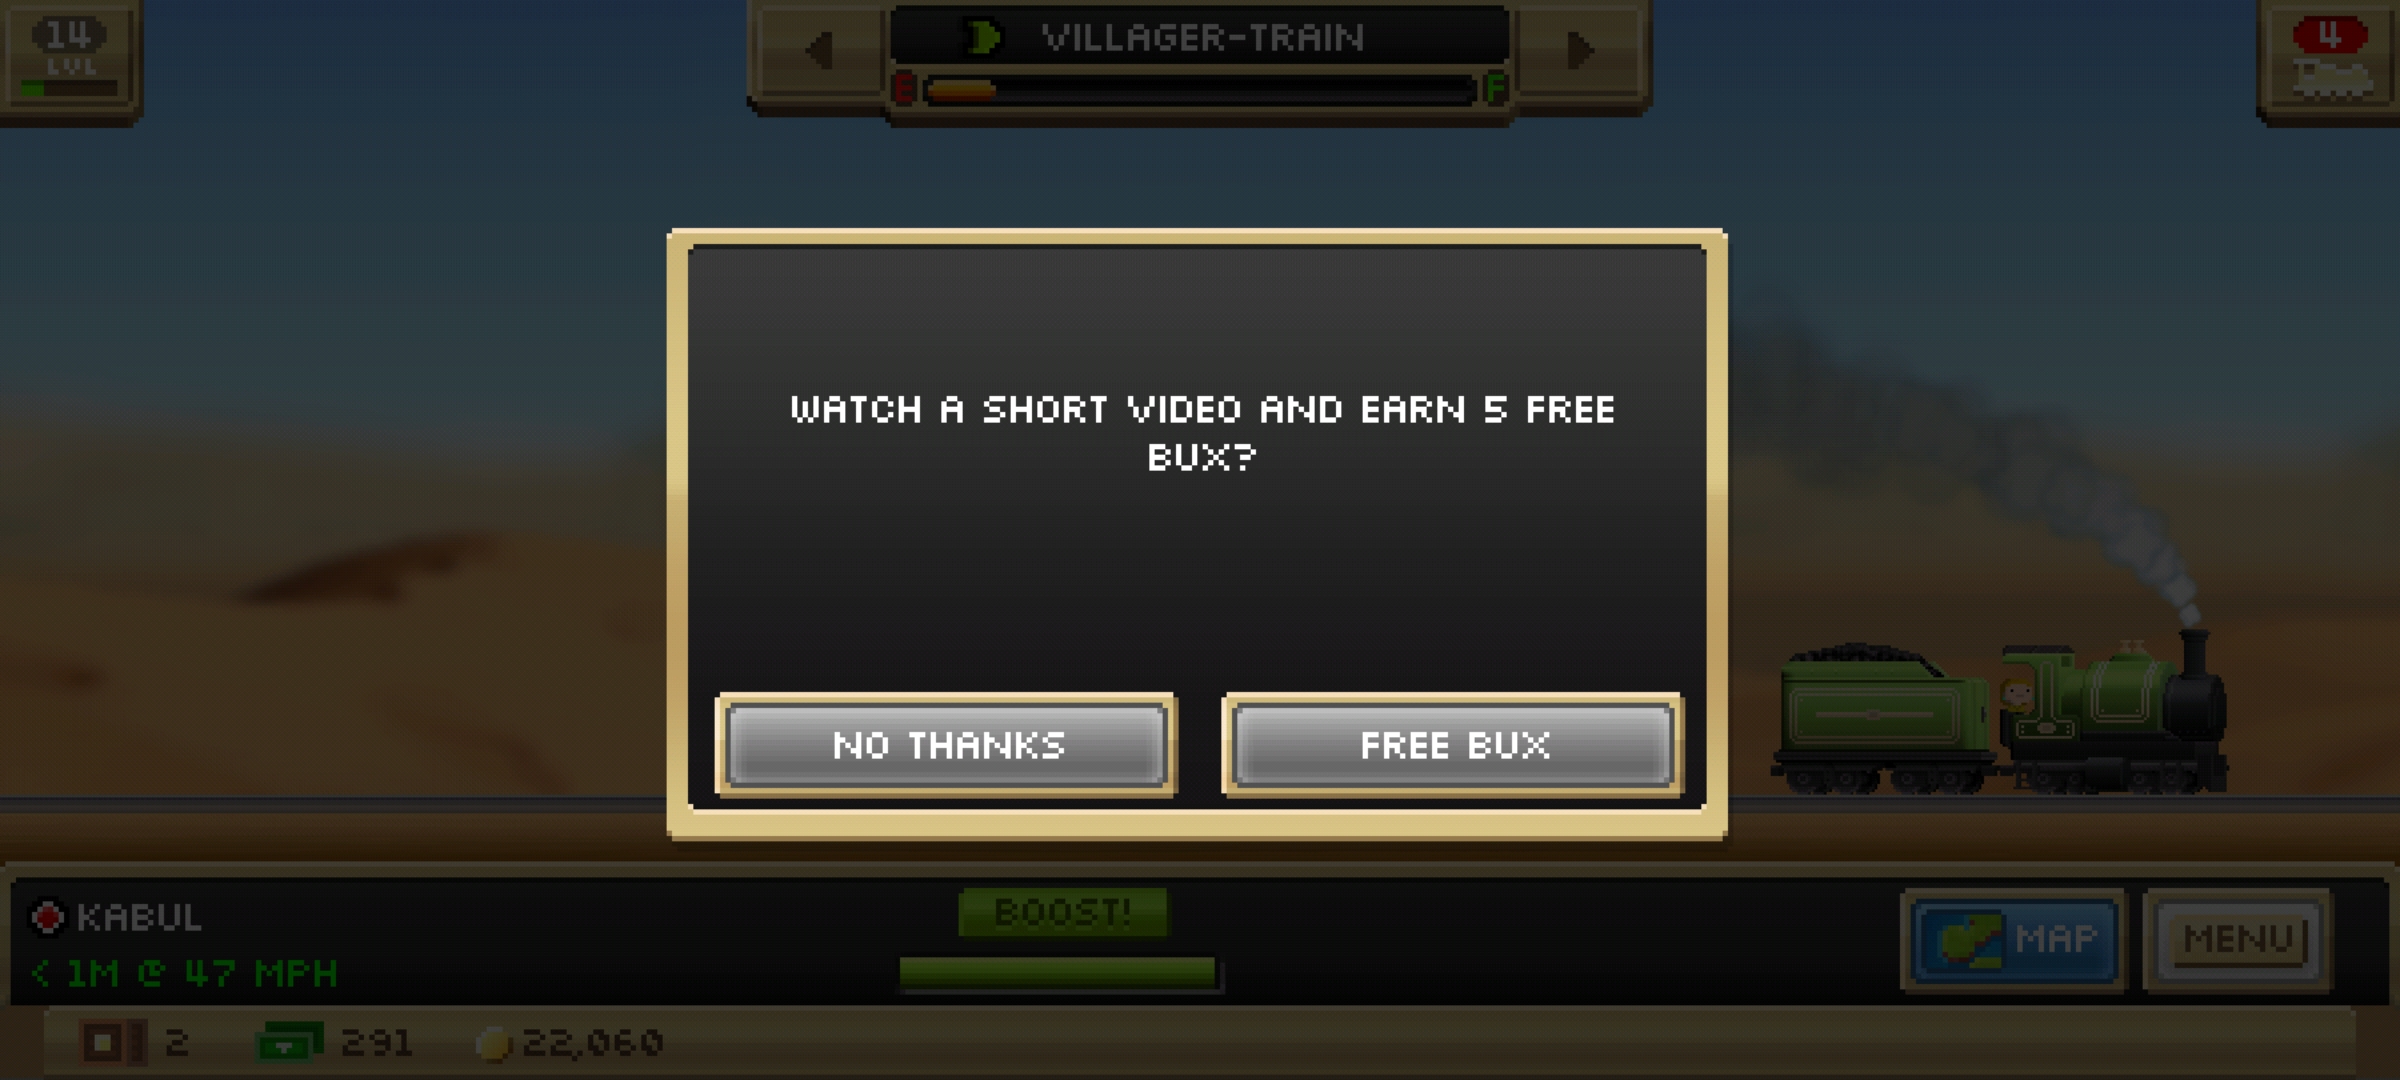 14
LVL
VILLAGER-TRAIN
E F
4
WATCH A SHORT VIDEO AND EARN 5 FREE
BUX?
NO THANKS
FREE BUX
KABUL
< 1M @ 47 MPH
BOOST!
MAP
MENU
2
291
22,060